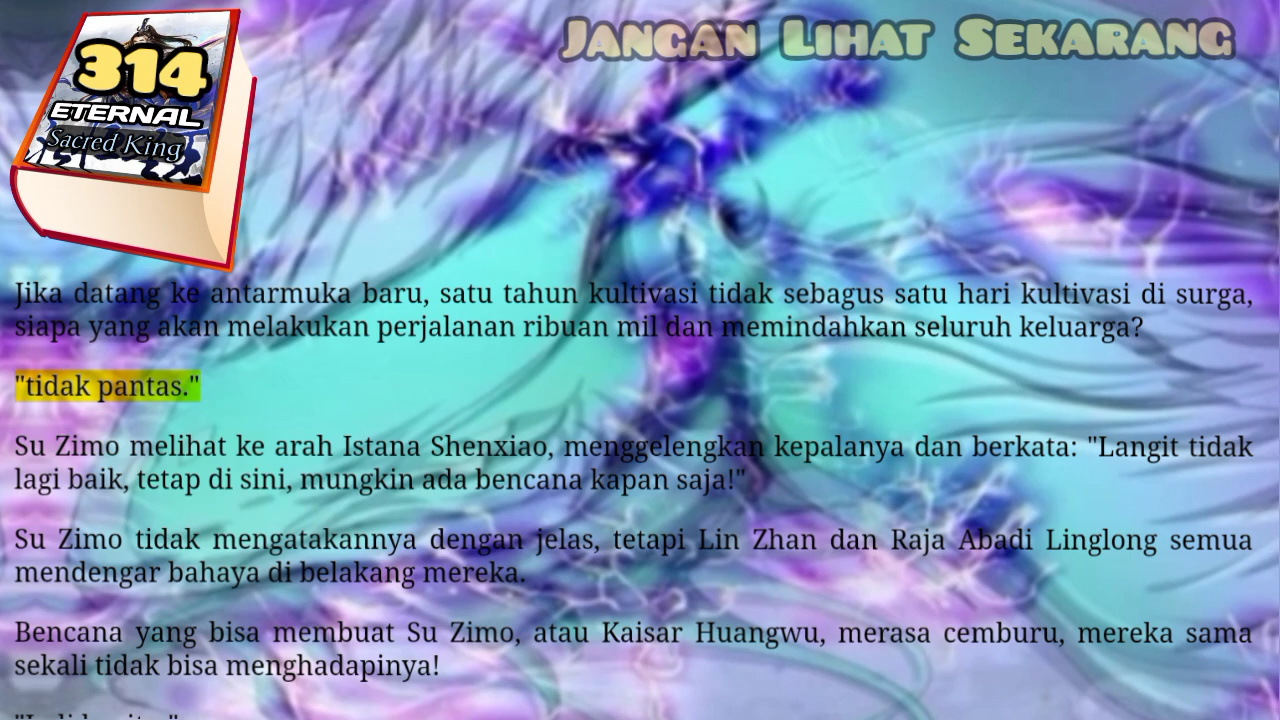 Jangan Lihat Sekarang
314
ETERNAL
Sacred King
Jika datang ke antarmuka baru, satu tahun kultivasi tidak sebagus satu hari kultivasi di surga,
siapa yang akan melakukan perjalanan ribuan mil dan memindahkan seluruh keluarga?
"tidak pantas."
Su Zimo melihat ke arah Istana Shenxiao, menggelengkan kepalanya dan berkata: "Langit tidak
lagi baik, tetap di sini, mungkin ada bencana kapan saja!"
Su Zimo tidak mengatakannya dengan jelas, tetapi Lin Zhan dan Raja Abadi Linglong semua
mendengar bahaya di belakang mereka.
Bencana yang bisa membuat Su Zimo, atau Kaisar Huangwu, merasa cemburu, mereka sama
sekali tidak bisa menghadapinya!